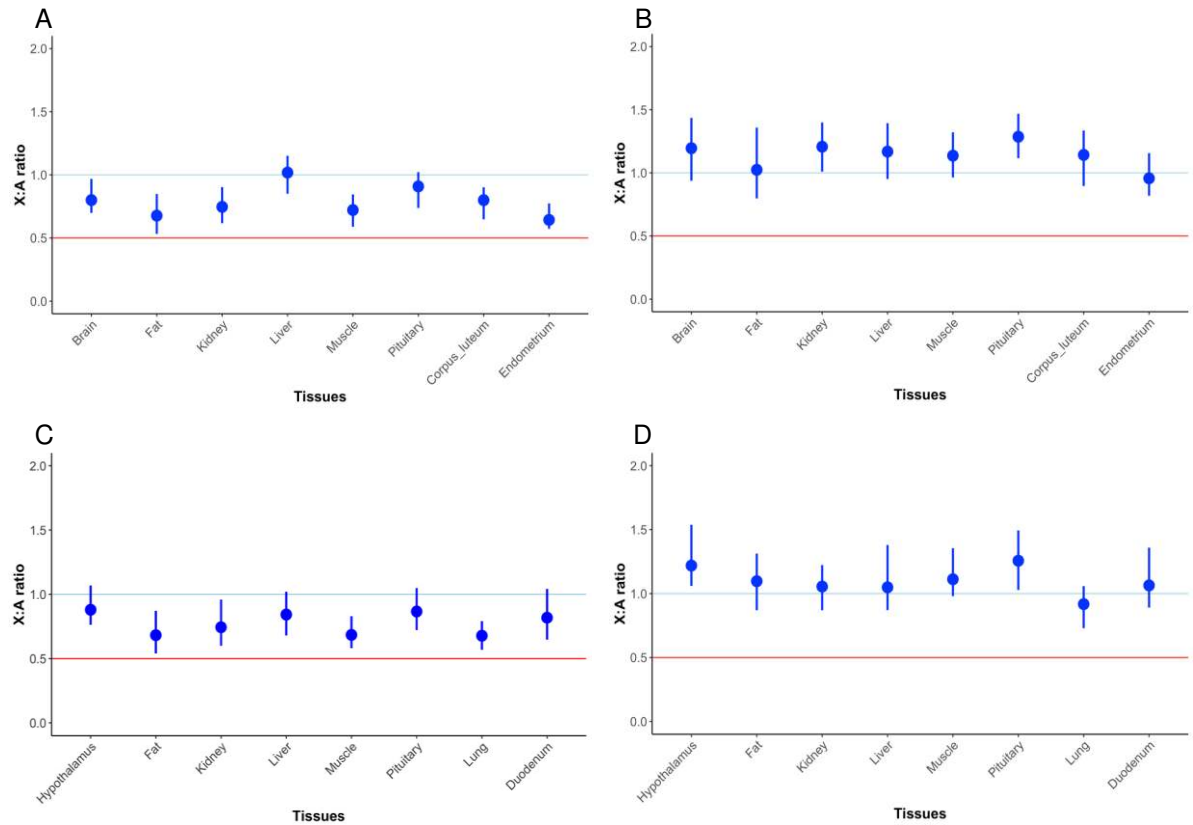 A
2.0
1.5
1.0
0.5
0.0
X:A ratio
Brain
Fat
Kidney
Liver
Muscle
Pituitary
Corpus_luteum
Endometrium
Tissues
B
2.0
1.5
1.0
0.5
0.0
X:A ratio
Brain
Fat
Kidney
Liver
Muscle
Pituitary
Corpus_luteum
Endometrium
Tissues
C
2.0
1.5
1.0
0.5
0.0
X:A ratio
Hypothalamus
Fat
Kidney
Liver
Muscle
Pituitary
Lung
Duodenum
Tissues
D
2.0
1.5
1.0
0.5
0.0
X:A ratio
Hypothalamus
Fat
Kidney
Liver
Muscle
Pituitary
Lung
Duodenum
Tissues